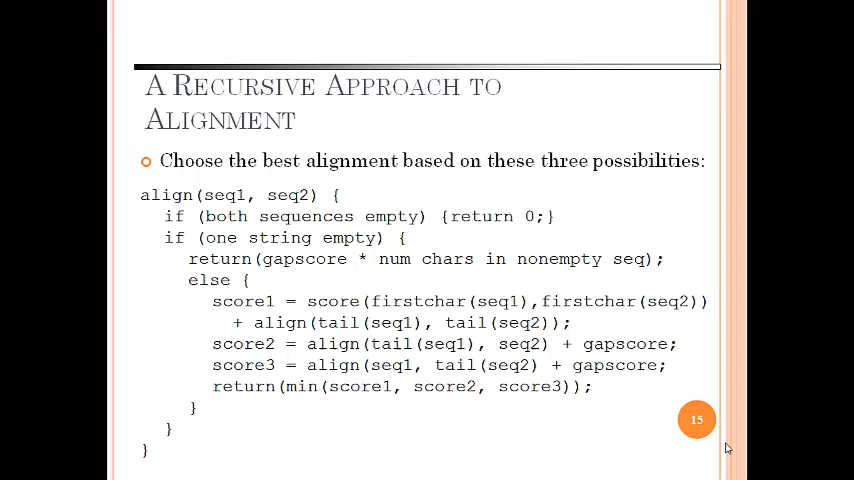 A RECURSIVE APPROACH TO
ALIGNMENT
Choose the best alignment based on these three possibilities:
align(seq1, seq2) {
if (both sequences empty) {return 0;}
if (one string empty) {
return(gapscore * num chars in nonempty seq);
else {
score1 = score(firstchar(seq1),firstchar(seq2))
+ align(tail(seq1), tail(seq2));
score2 = align(tail(seq1), seq2) + gapscore;
score3 = align(seq1, tail(seq2) + gapscore;
return(min(score1, score2, score3));
}
}
}
15